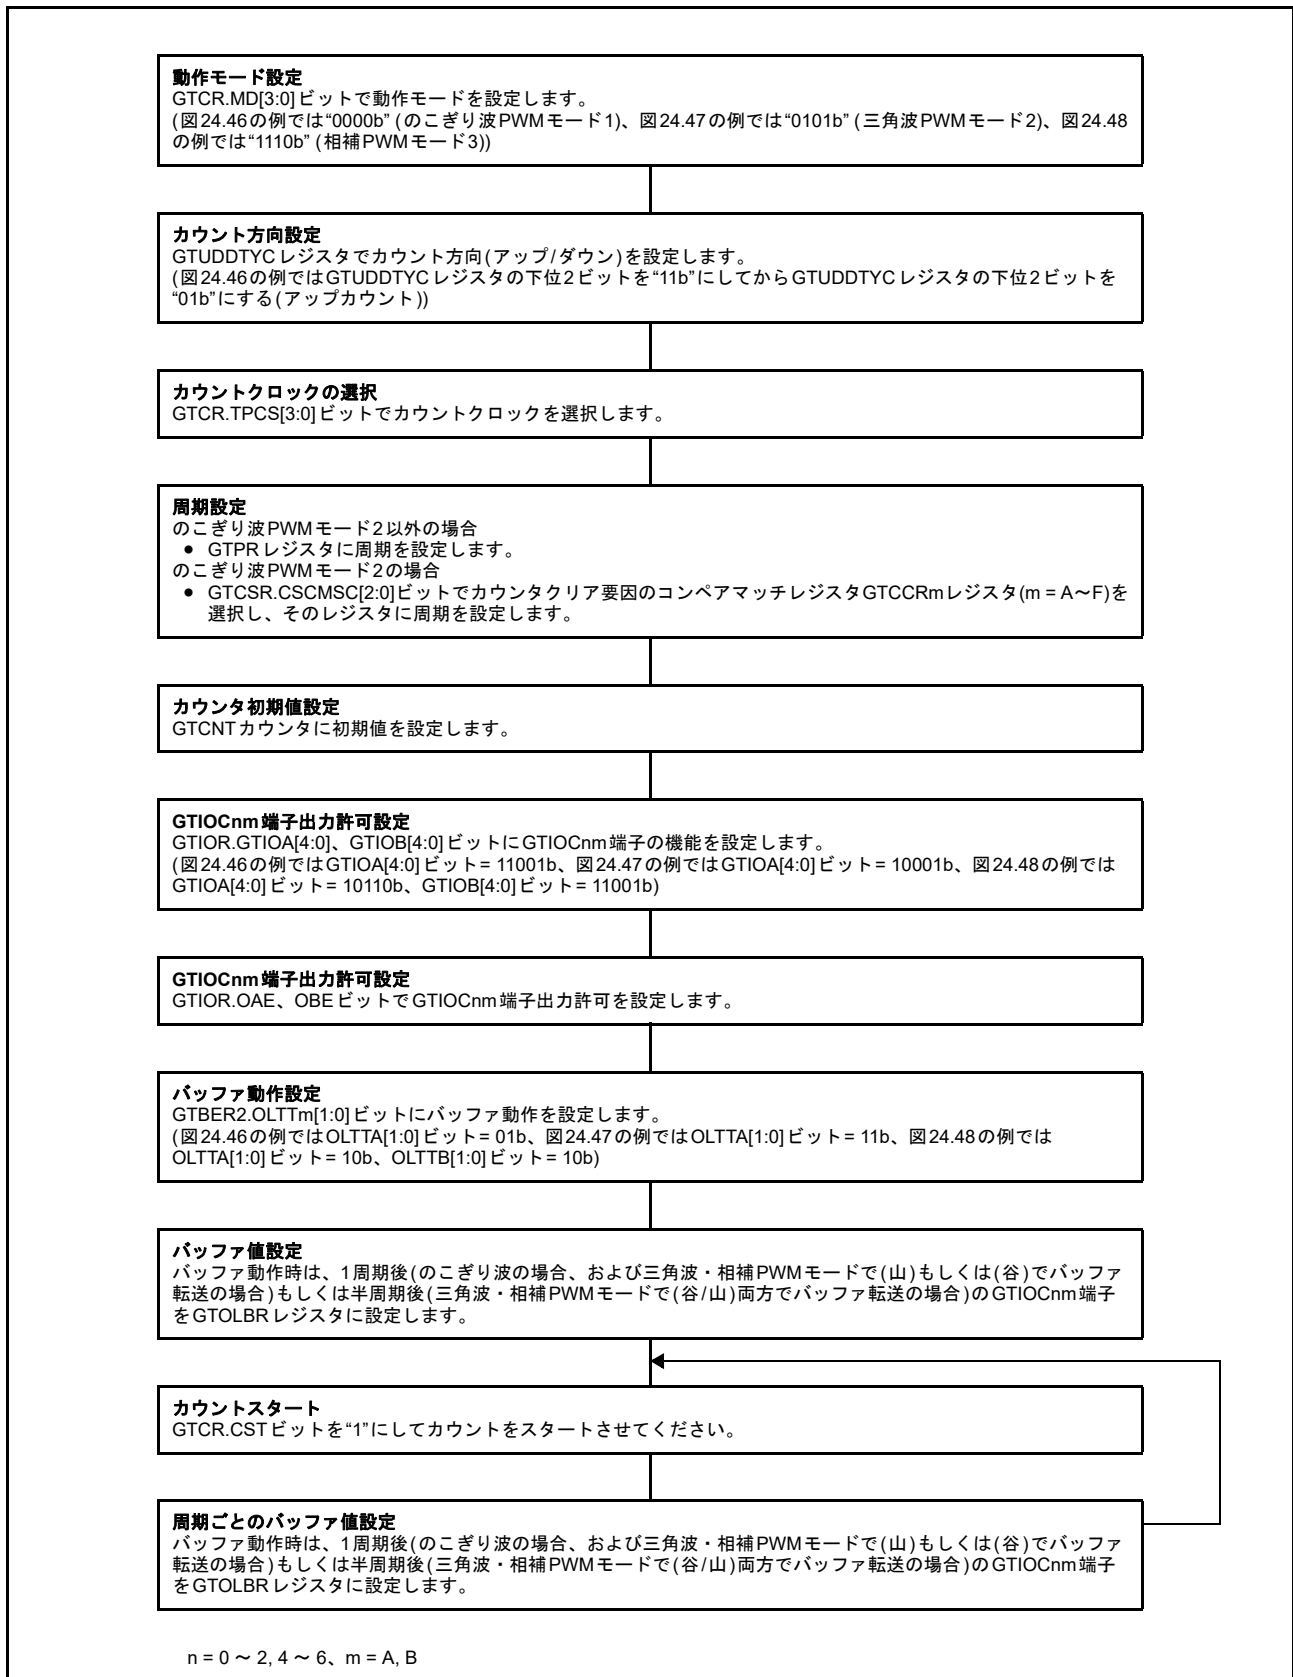 動作モード設定
GTCR.MD[3:0]ビットで動作モードを設定します。
(図24.46の例では“0000b” (のこぎり波PWMモード1)、図24.47の例では“0101b” (三角波PWMモード2)、図24.48
の例では“1110b” (相補PWMモード3))
カウント方向設定
GTUDDTYCレジスタでカウント方向(アップ/ダウン)を設定します。
(図24.46の例ではGTUDDTYCレジスタの下位2ビットを“11b”にしてからGTUDDTYCレジスタの下位2ビットを
“01b”にする(アップカウント))
カウントクロックの選択
GTCR.TPCS[3:0]ビットでカウントクロックを選択します。
周期設定
のこぎり波PWMモード2以外の場合
● GTPRレジスタに周期を設定します。
のこぎり波PWMモード2の場合
● GTCSR.CSCMSC[2:0]ビットでカウンタクリア要因のコンペアマッチレジスタGTCCRmレジスタ(m = A～F)を
選択し、そのレジスタに周期を設定します。
カウンタ初期値設定
GTCNTカウンタに初期値を設定します。
GTIOCnm端子出力許可設定
GTIOR.GTIOA[4:0]、GTIOB[4:0]ビットにGTIOCnm端子の機能を設定します。
(図24.46の例ではGTIOA[4:0]ビット= 11001b、図24.47の例ではGTIOA[4:0]ビット= 10001b、図24.48の例では
GTIOA[4:0]ビット= 10110b、GTIOB[4:0]ビット= 11001b)
GTIOCnm端子出力許可設定
GTIOR.OAE、OBEビットでGTIOCnm端子出力許可を設定します。
バッファ動作設定
GTBER2.OLTTm[1:0]ビットにバッファ動作を設定します。
(図24.46の例ではOLTTA[1:0]ビット= 01b、図24.47の例ではOLTTA[1:0]ビット= 11b、図24.48の例では
OLTTA[1:0]ビット= 10b、OLTTB[1:0]ビット= 10b)
バッファ値設定
バッファ動作時は、1周期後(のこぎり波の場合、および三角波・相補PWMモードで(山)もしくは(谷)でバッファ
転送の場合)もしくは半周期後(三角波・相補PWMモードで(谷/山)両方でバッファ転送の場合)のGTIOCnm端子
をGTOLBRレジスタに設定します。
カウントスタート
GTCR.CSTビットを“1”にしてカウントをスタートさせてください。
周期ごとのバッファ値設定
バッファ動作時は、1周期後(のこぎり波の場合、および三角波・相補PWMモードで(山)もしくは(谷)でバッファ
転送の場合)もしくは半周期後(三角波・相補PWMモードで(谷/山)両方でバッファ転送の場合)のGTIOCnm端子
をGTOLBRレジスタに設定します。
n = 0 ～ 2, 4 ～ 6、m = A, B